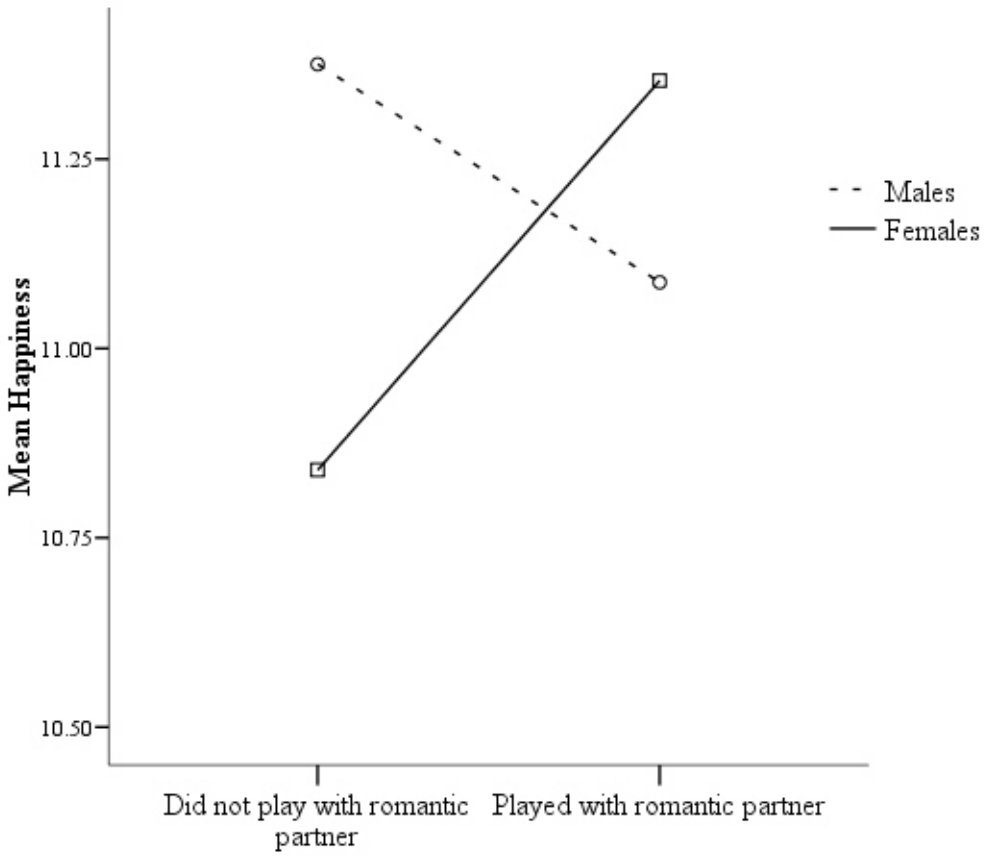 11.25
11.00
10.75
10.50
Mean Happiness
Males
Females
Did not play with romantic
partner
Played with romantic partner